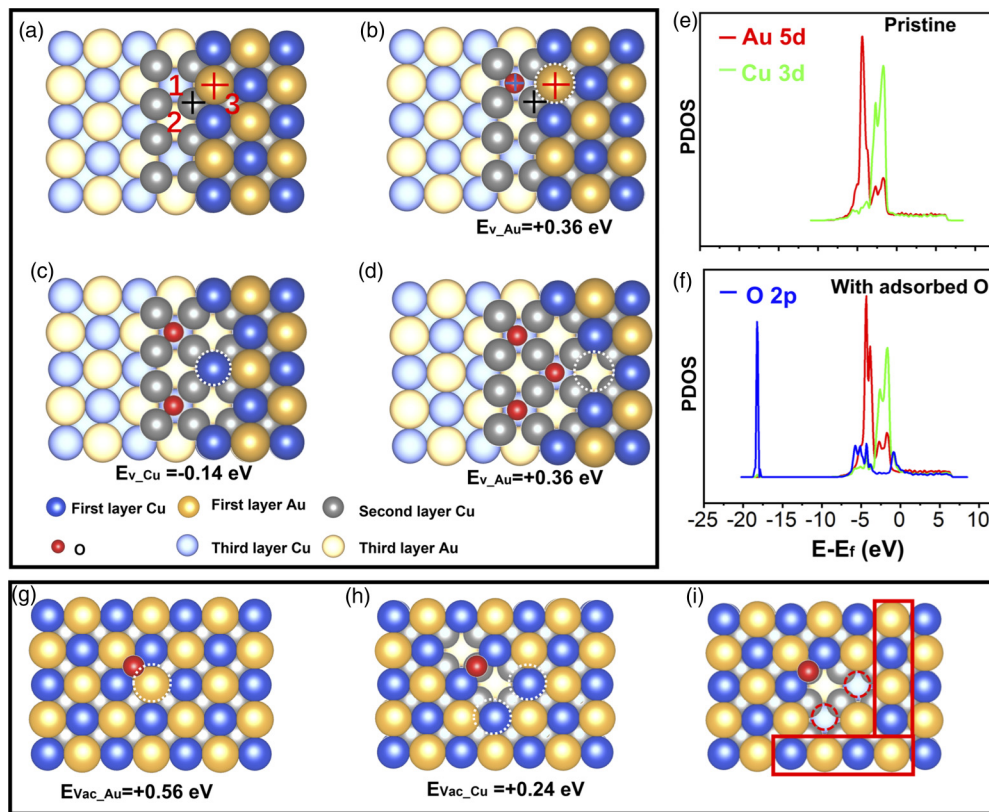 (a)
1
2
3
(b)
Ev_Au=+0.36 eV
(c)
Ev_Cu =-0.14 eV
(d)
Ev_Au=+0.36 eV
First layer Cu
First layer Au
Second layer Cu
O
Third layer Cu
Third layer Au
(e)
Pristine
Au 5d
Cu 3d
PDOS
(f)
With adsorbed O
O 2p
PDOS
-25 -20 -15 -10 -5 0 5 10
E-Ef (eV)
(g)
EVac_Au=+0.56 eV
(h)
EVac_Cu=+0.24 eV
(i)